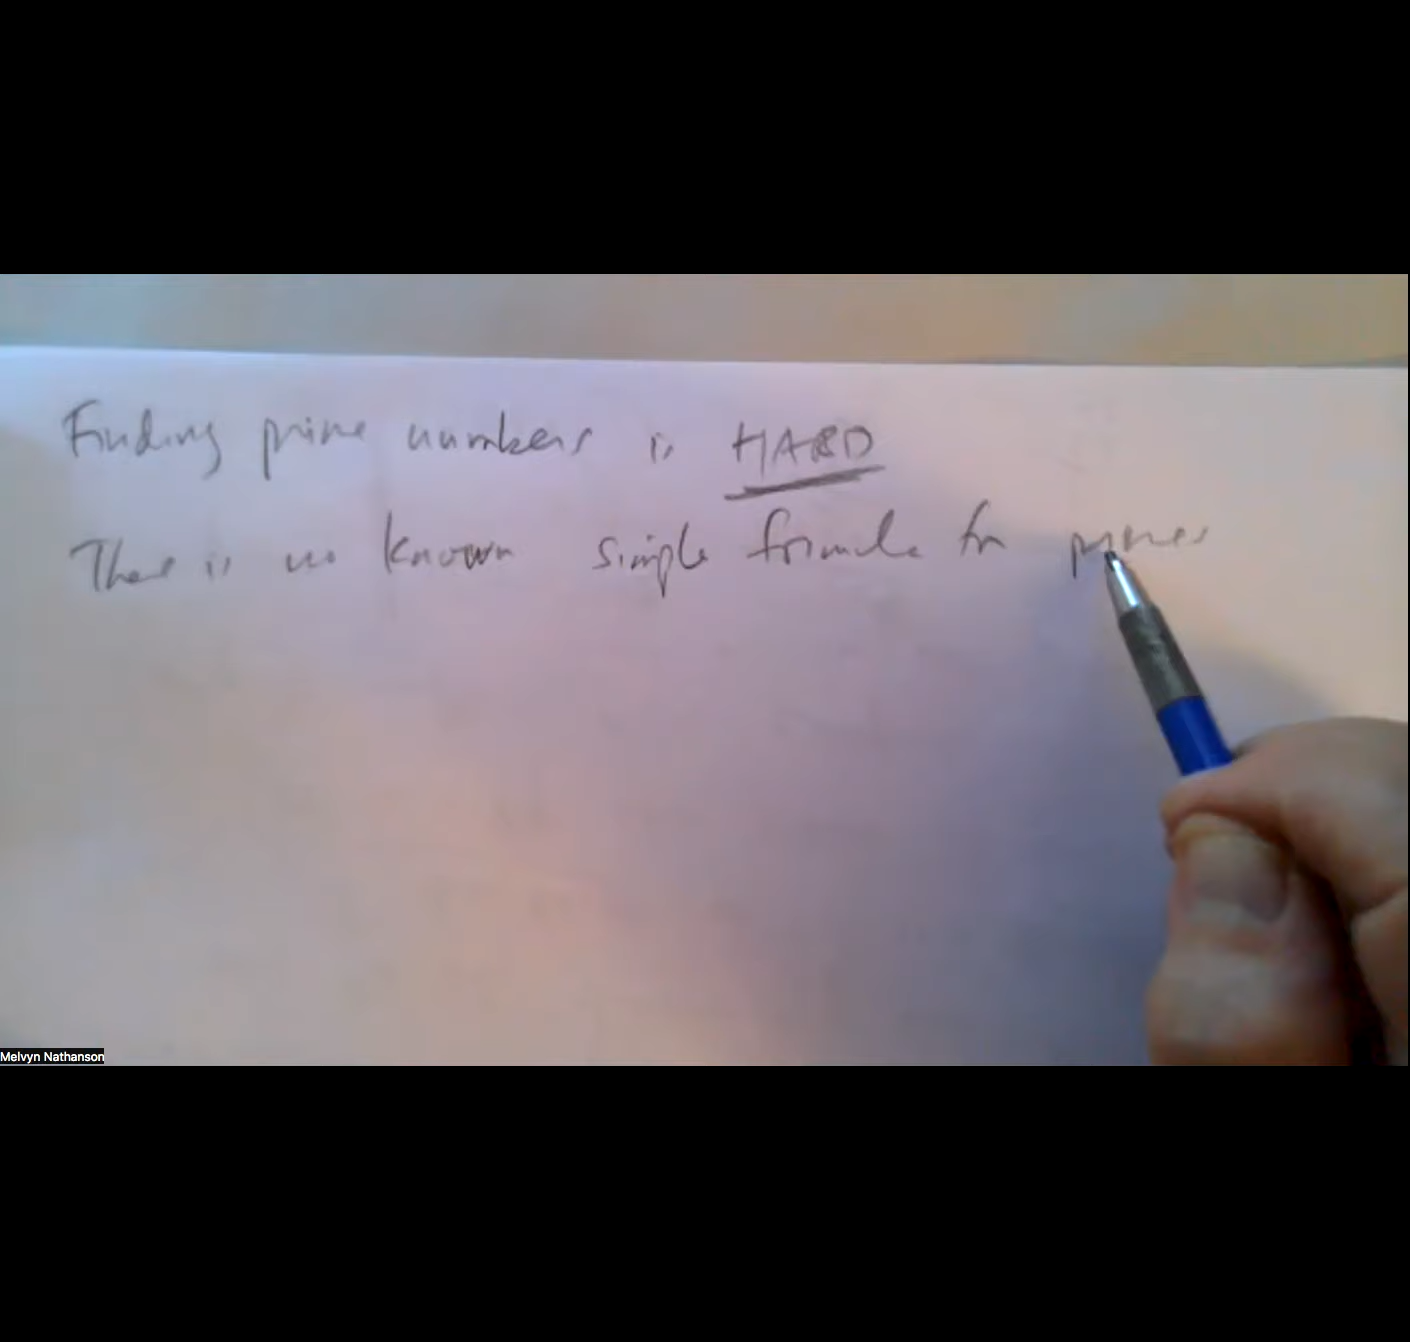 Finding prime numbers is HARD
There is no known simple formula for primes
Melvyn Nathanson